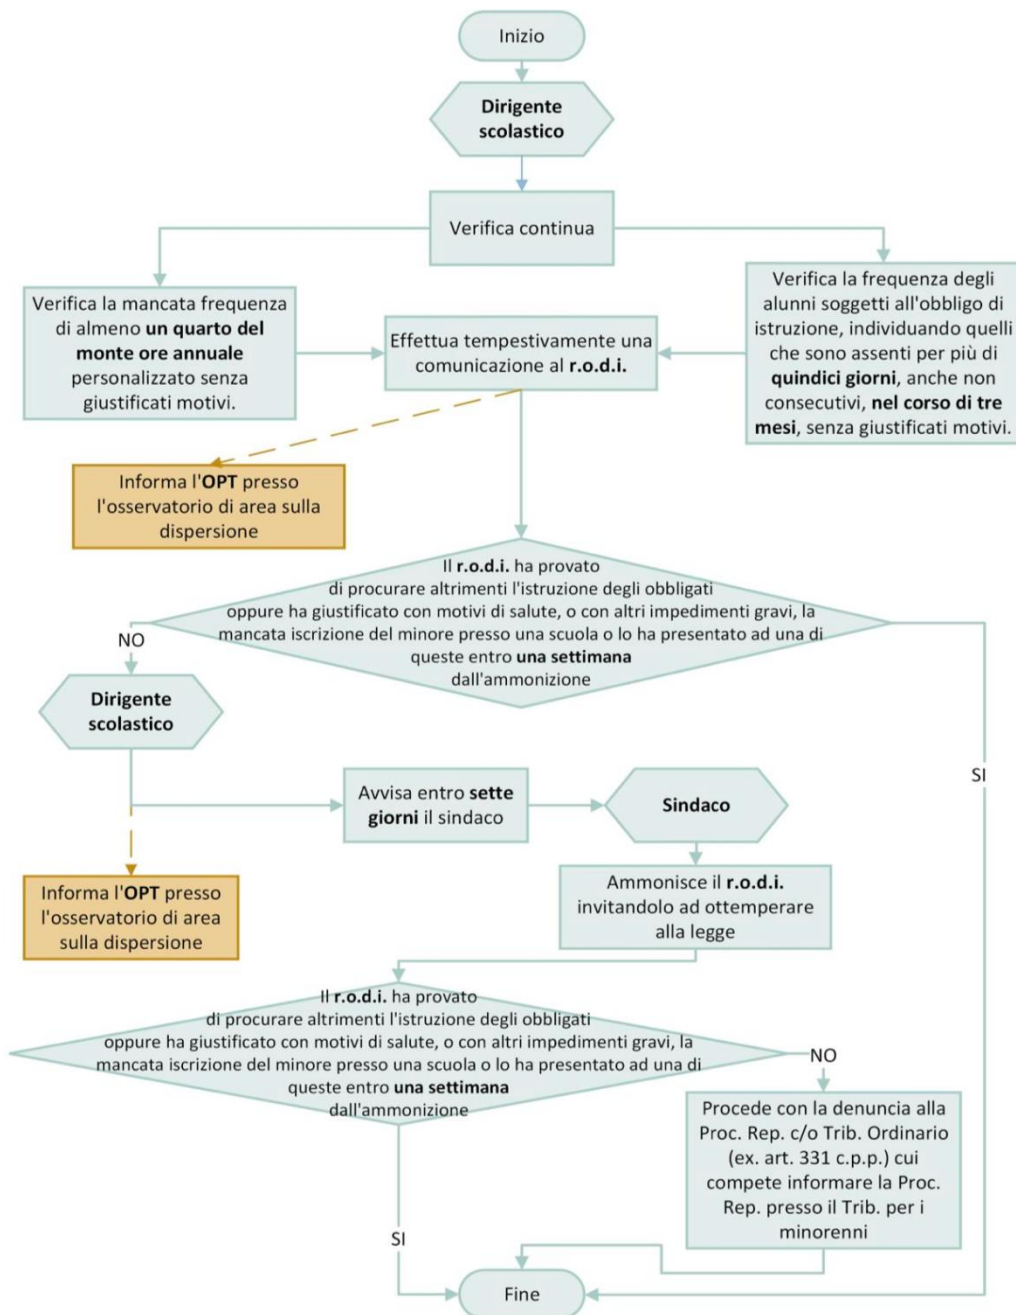 Inizio
Dirigente
scolastico
Verifica continua
Verifica la mancata frequenza
di almeno un quarto del
monte ore annuale
personalizzato senza
giustificati motivi.
Effettua tempestivamente una
comunicazione al r.o.d.i.
Verifica la frequenza degli
alunni soggetti all'obbligo di
istruzione, individuando quelli
che sono assenti per più di
quindici giorni, anche non
consecutivi, nel corso di tre
mesi, senza giustificati motivi.
Informa l'OPT presso
l'osservatorio di area sulla
dispersione
Il r.o.d.i. ha provato
di procurare altrimenti l'istruzione degli obbligati
oppure ha giustificato con motivi di salute, o con altri impedimenti gravi, la
mancata iscrizione del minore presso una scuola o lo ha presentato ad una di
queste entro una settimana
dall'ammonizione
NO
SI
Dirigente
scolastico
Avvisa entro sette
giorni il sindaco
Sindaco
Informa l'OPT presso
l'osservatorio di area
sulla dispersione
Ammonisce il r.o.d.i.
invitandolo ad ottemperare
alla legge
Il r.o.d.i. ha provato
di procurare altrimenti l'istruzione degli obbligati
oppure ha giustificato con motivi di salute, o con altri impedimenti gravi, la
mancata iscrizione del minore presso una scuola o lo ha presentato ad una di
queste entro una settimana
dall'ammonizione
NO
Procede con la denuncia alla
Proc. Rep. c/o Trib. Ordinario
(ex. art. 331 c.p.p.) cui
compete informare la Proc.
Rep. presso il Trib. per i
minorenni
SI
Fine